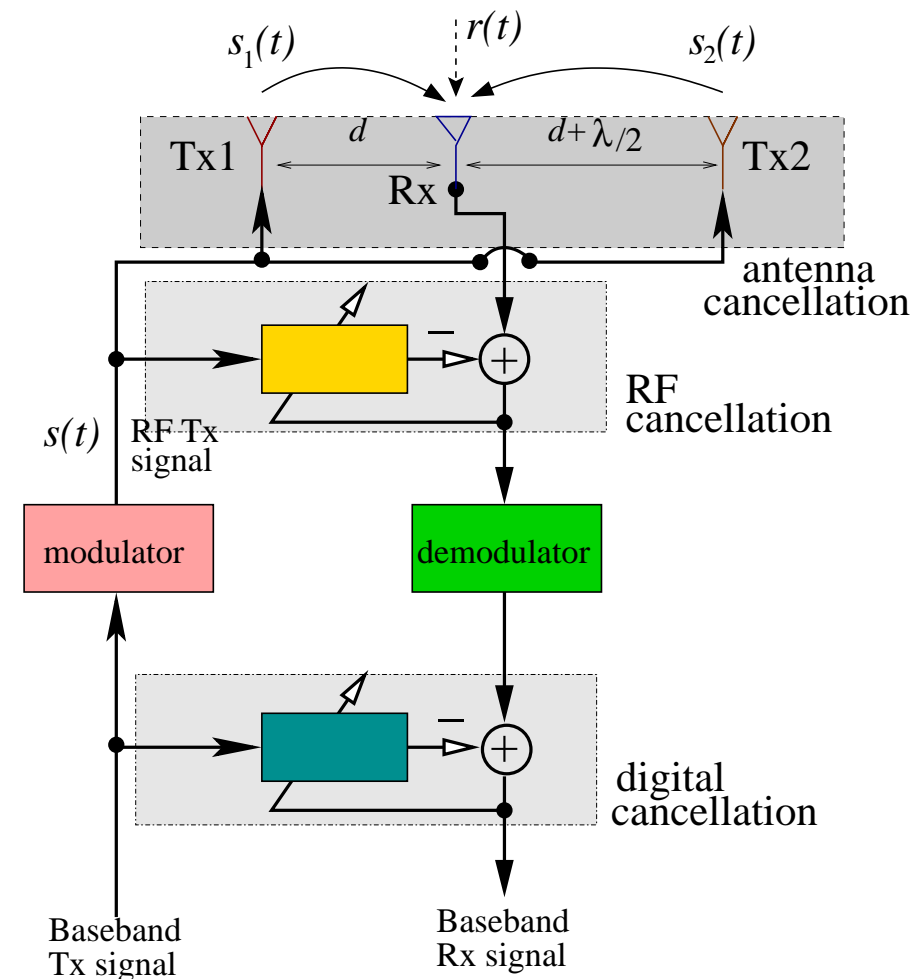 s₁(t)
r(t)
s₂(t)
d
d+ λ/2
Tx1
Rx
Tx2
antenna
cancellation
−
+
RF
cancellation
s(t)
RF Tx
signal
modulator
demodulator
−
+
digital
cancellation
Baseband
Tx signal
Baseband
Rx signal